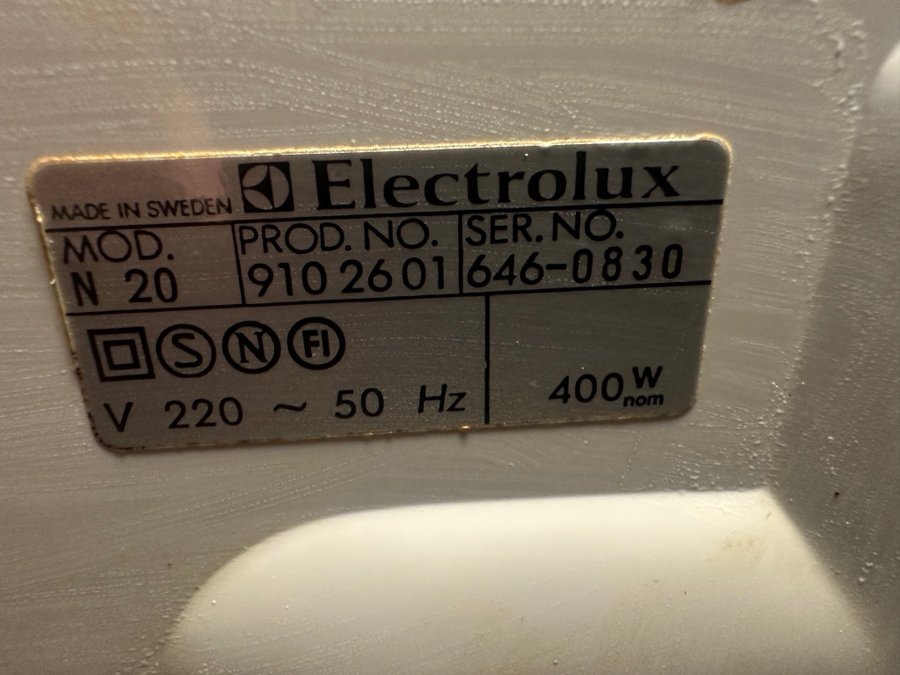 MADE IN SWEDEN Electrolux
MOD. PROD. NO. SER. NO.
N 20 910 26 01 646-0830
S N FI
V 220 ~ 50 Hz 400 W nom